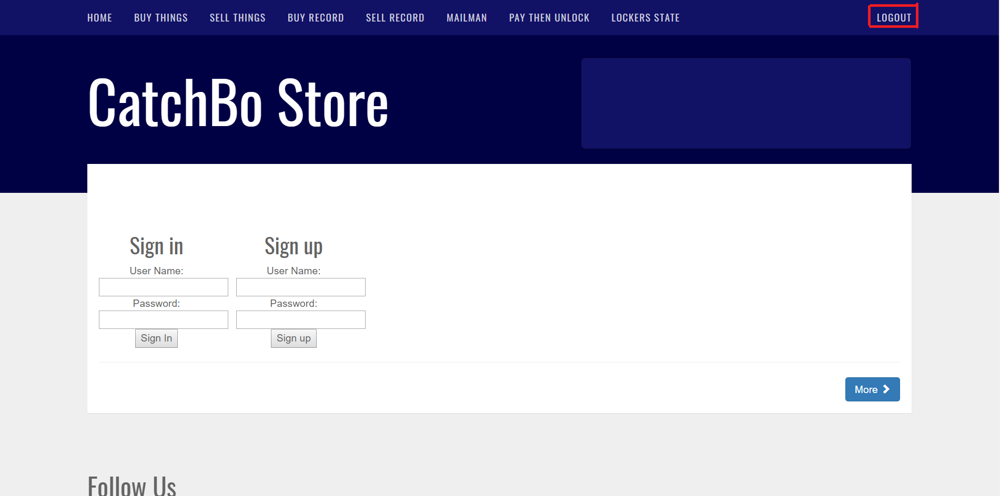 HOME BUY THINGS SELL THINGS BUY RECORD SELL RECORD MAILMAN PAY THEN UNLOCK LOCKERS STATE LOGOUT
CatchBo Store
Sign in Sign up
User Name: User Name:
Password: Password:
Sign In Sign up
More
Follow Us